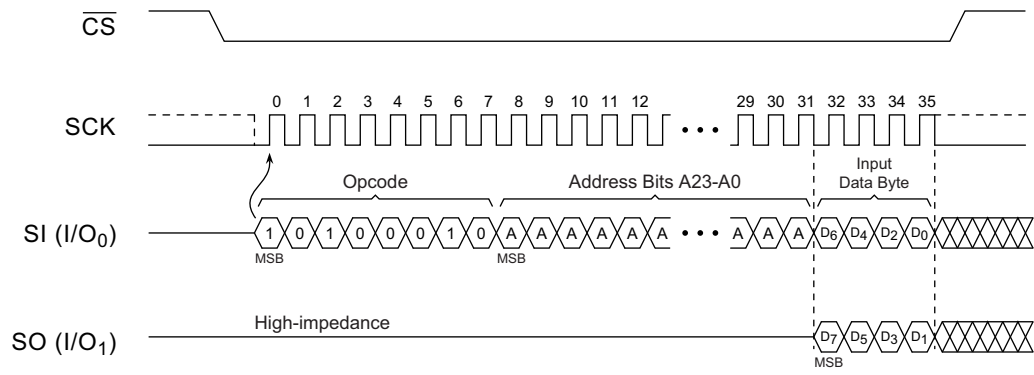 CS
0 1 2 3 4 5 6 7 8 9 10 11 12 29 30 31 32 33 34 35
SCK
Opcode
Address Bits A23-A0
Input
Data Byte
SI (I/O0)
1 0 1 0 0 0 1 0 A A A A A A A A A D6 D4 D2 D0
MSB MSB
High-impedance
SO (I/O1)
D7 D5 D3 D1
MSB